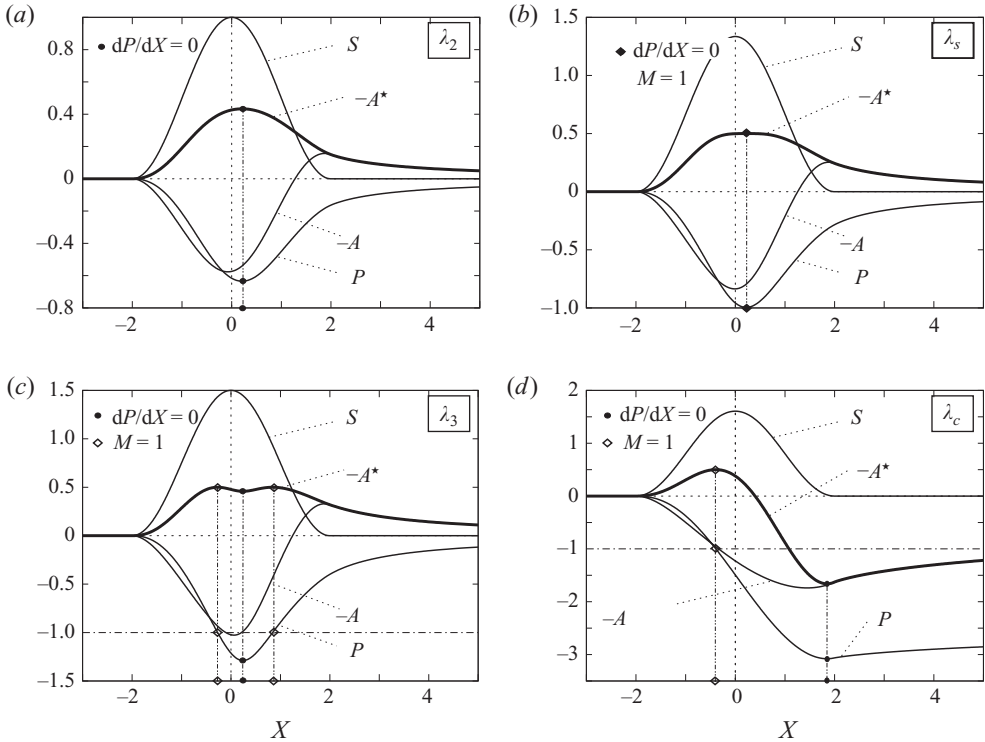 (a)
0.8
0.4
0
−0.4
−0.8
dP/dX = 0
λ2
S
−A★
−A
P
−2 0 2 4
(b)
1.5
1.0
0.5
0
−0.5
−1.0
dP/dX = 0
M = 1
λs
S
−A★
−A
P
−2 0 2 4
(c)
1.5
1.0
0.5
0
−0.5
−1.0
−1.5
dP/dX = 0
M = 1
λ3
S
−A★
−A
P
−2 0 2 4
X
(d)
2
1
0
−1
−2
−3
dP/dX = 0
M = 1
λc
S
−A★
−A
P
−2 0 2 4
X